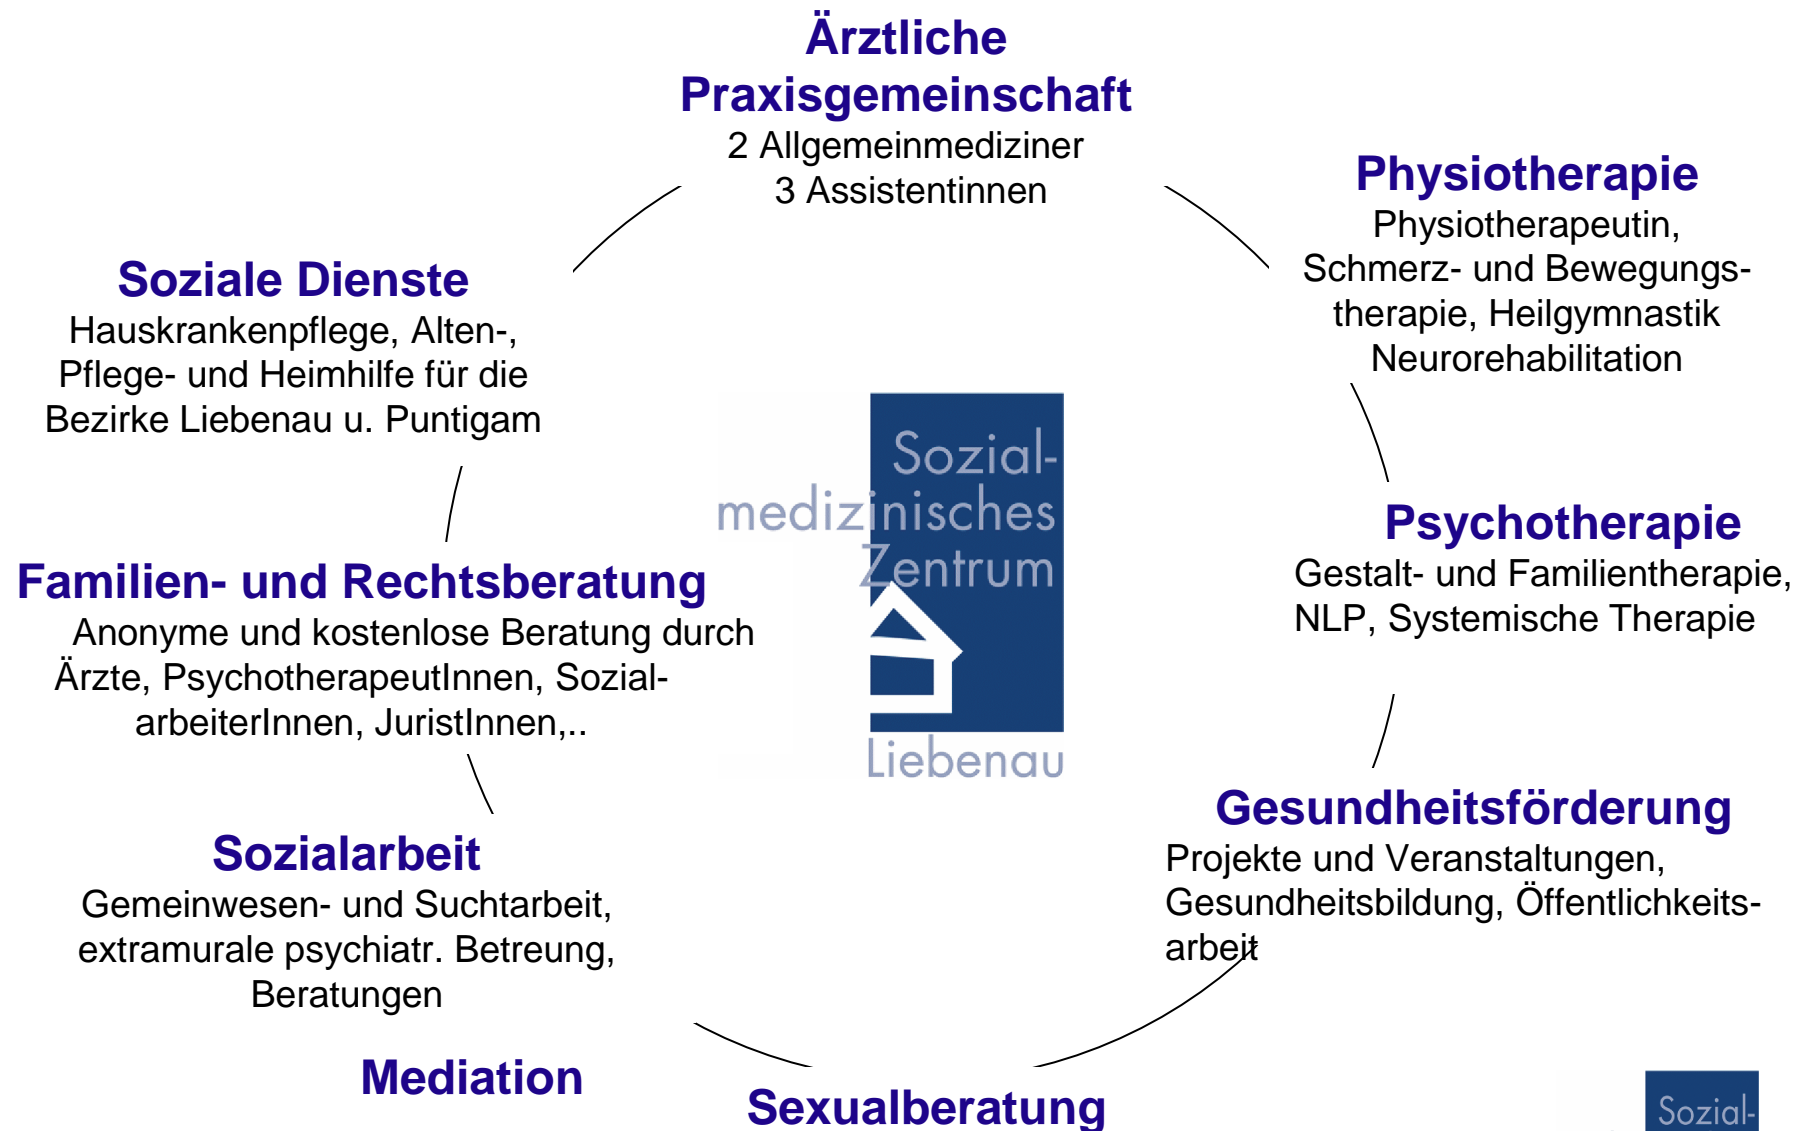 Ärztliche
Praxisgemeinschaft
2 Allgemeinmediziner
3 Assistentinnen
Physiotherapie
Physiotherapeutin,
Schmerz- und Bewegungs-
therapie, Heilgymnastik
Neurorehabilitation
Soziale Dienste
Hauskrankenpflege, Alten-,
Pflege- und Heimhilfe für die
Bezirke Liebenau u. Puntigam
Sozial-
medizinisches
Zentrum
Liebenau
Psychotherapie
Gestalt- und Familientherapie,
NLP, Systemische Therapie
Familien- und Rechtsberatung
Anonyme und kostenlose Beratung durch
Ärzte, PsychotherapeutInnen, Sozial-
arbeiterInnen, JuristInnen,..
Gesundheitsförderung
Projekte und Veranstaltungen,
Gesundheitsbildung, Öffentlichkeits-
arbeit
Sozialarbeit
Gemeinwesen- und Suchtarbeit,
extramurale psychiatr. Betreung,
Beratungen
Mediation
Sexualberatung
Sozial-